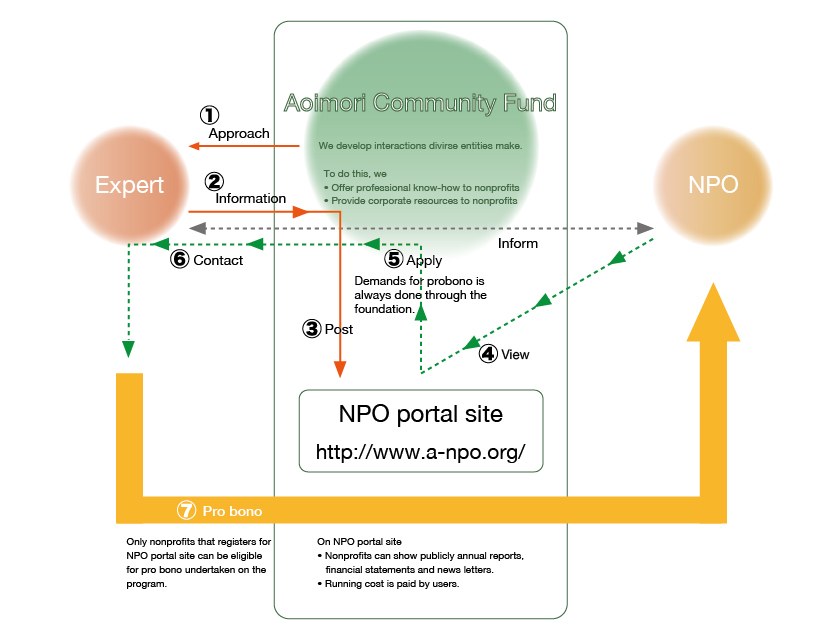 Aoimori Community Fund
① Approach
We develop interactions divirse entities make.
To do this, we
• Offer professional know-how to nonprofits
• Provide corporate resources to nonprofits
Expert
NPO
② Information
Inform
⑥ Contact
⑤ Apply
Demands for probono is
always done through the
foundation.
③ Post
④ View
NPO portal site
http://www.a-npo.org/
⑦ Pro bono
Only nonprofits that registers for
NPO portal site can be eligible
for pro bono undertaken on the
program.
On NPO portal site
• Nonprofits can show publicly annual reports,
financial statements and news letters.
• Running cost is paid by users.